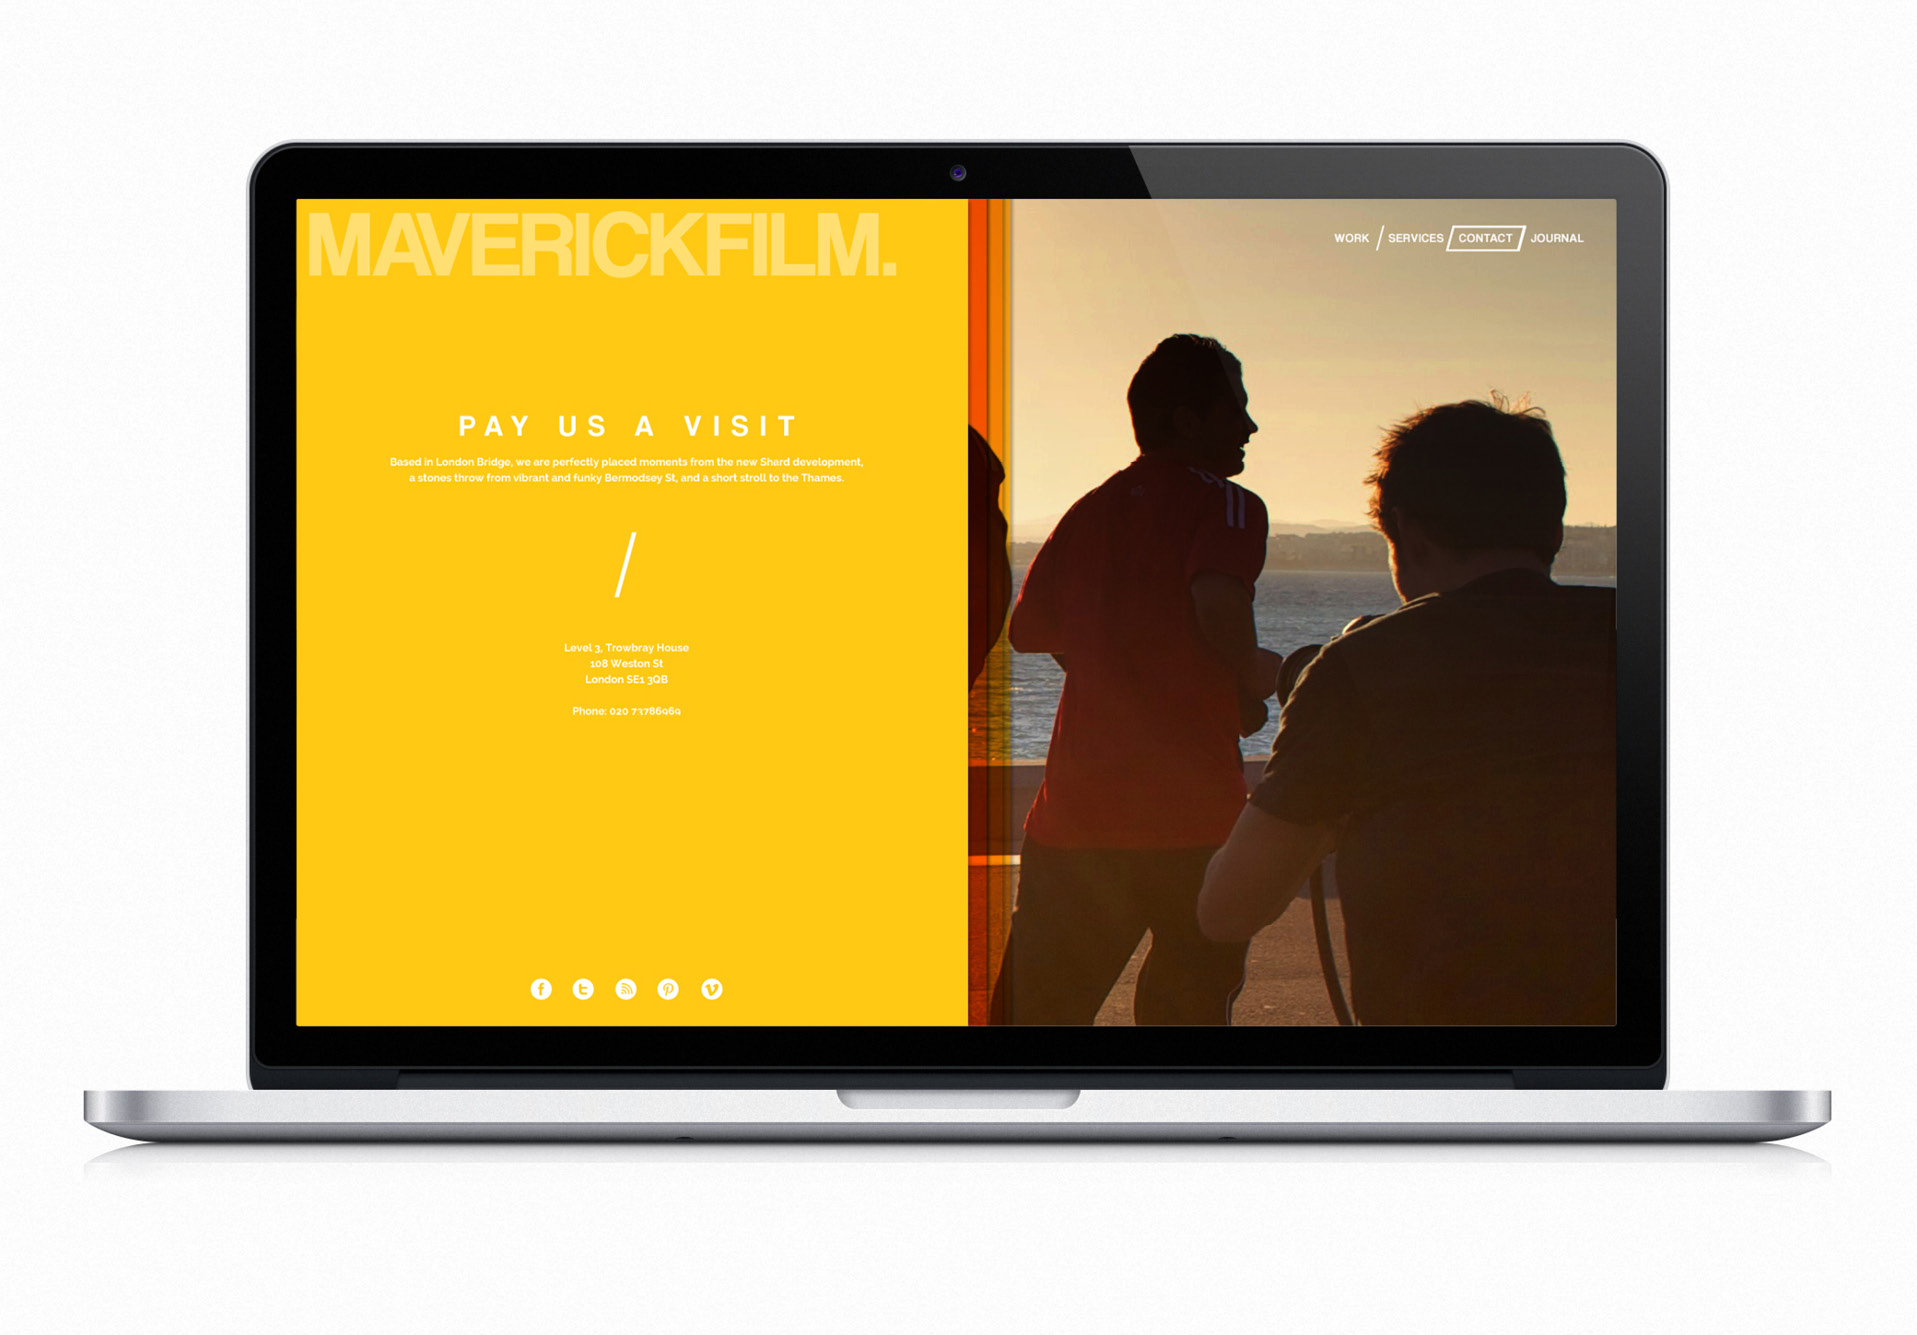 MAVERICKFILM.
WORK / SERVICES CONTACT JOURNAL
PAY US A VISIT
Based in London Bridge, we are perfectly placed moments from the new Shard development,
a stones throw from vibrant and funky Bermodsey St, and a short stroll to the Thames.
/
Level 3, Trowbray House
108 Weston St
London SE1 3QB
Phone: 020 73786969